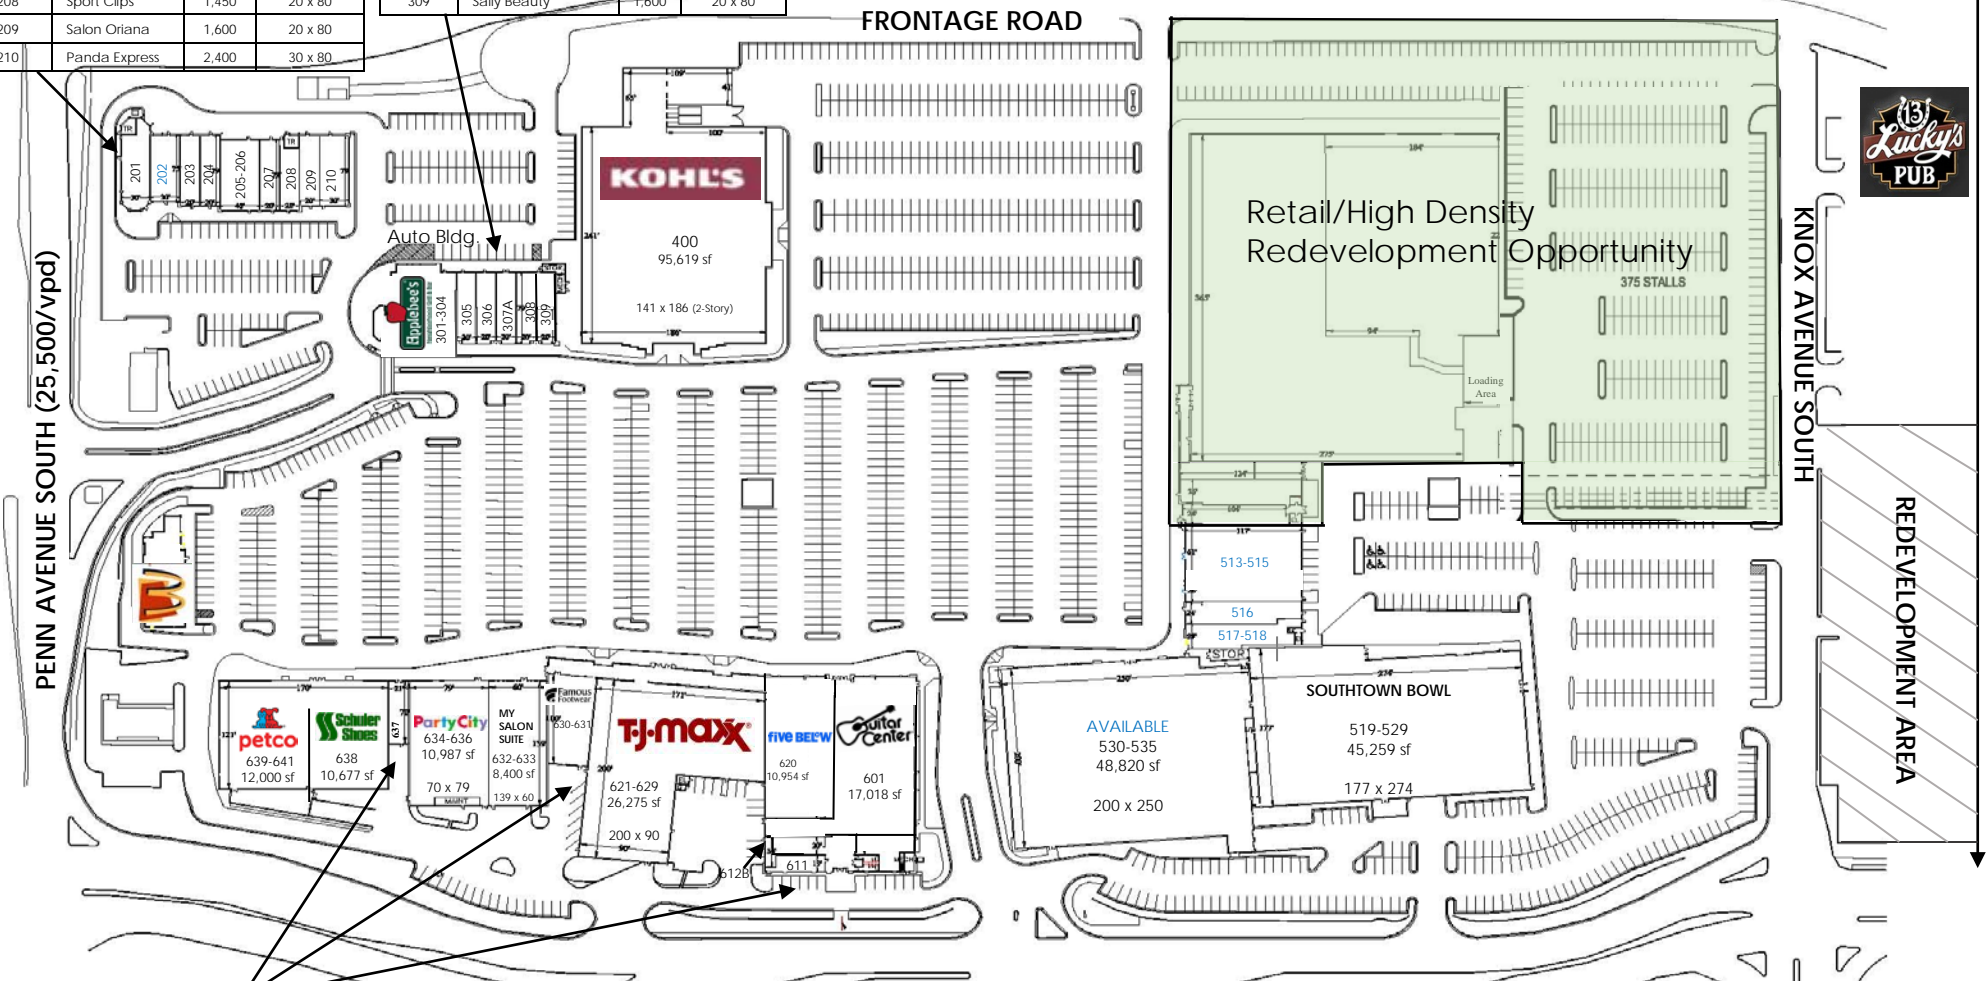 208 Sport Clips 1,450 20 x 80
209 Salon Oriana 1,600 20 x 80
210 Panda Express 2,400 30 x 80
309 Sally Beauty 1,600 20 x 80
FRONTAGE ROAD
13
Lucky's
PUB
KOHL'S
400
95,619 sf
141 x 186 (2-Story)
201
202
203
204
205-206
207
208
209
210
TR
TR
Auto Bldg.
Applebee's
301-304
305
306
307A
308
309
Retail/High Density
Redevelopment Opportunity
375 STALLS
Loading
Area
KNOX AVENUE SOUTH
REDEVELOPMENT AREA
PENN AVENUE SOUTH (25,500/vpd)
513-515
516
517-518
STOR
petco
639-641
12,000 sf
Schuler
Shoes
638
10,677 sf
637
PartyCity
634-636
10,987 sf
70 x 79
MAINT
MY
SALON
SUITE
632-633
8,400 sf
139 x 60
Famous
Footwear
630-631
T.J.maxx
621-629
26,275 sf
200 x 90
five BELOW
620
10,954 sf
Guitar
Center
601
17,018 sf
611
612B
AVAILABLE
530-535
48,820 sf
200 x 250
SOUTHTOWN BOWL
519-529
45,259 sf
177 x 274